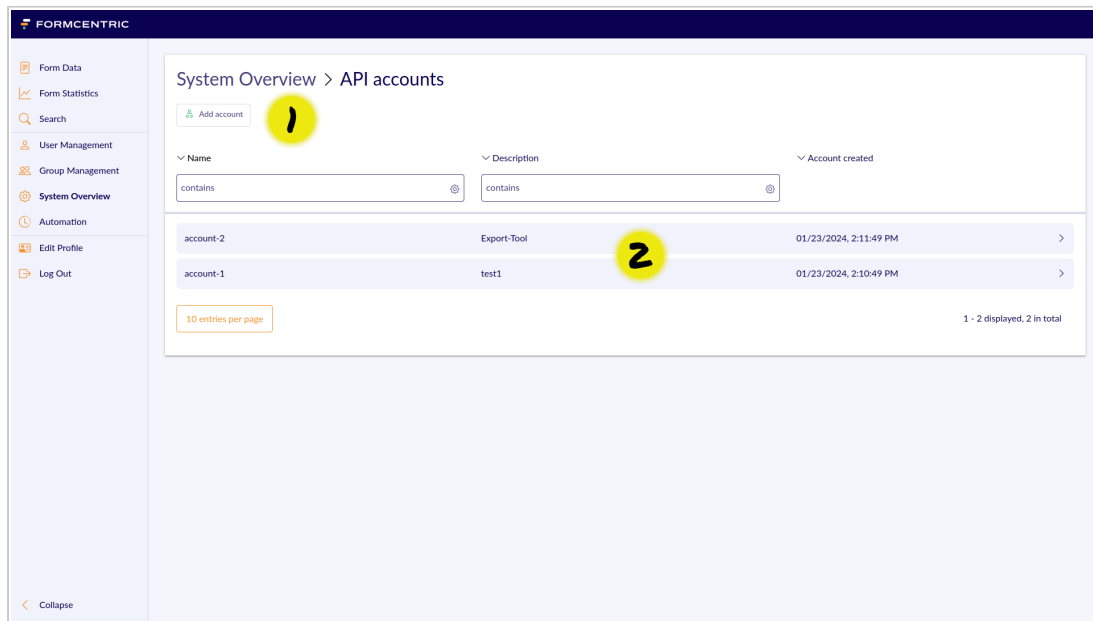 FORMCENTRIC
Form Data
Form Statistics
Search
User Management
Group Management
System Overview
Automation
Edit Profile
Log Out
Collapse
System Overview > API accounts
Add account
1
Name Description Account created
contains contains
account-2 Export-Tool 01/23/2024, 2:11:49 PM
2
account-1 test1 01/23/2024, 2:10:49 PM
10 entries per page 1 - 2 displayed, 2 in total